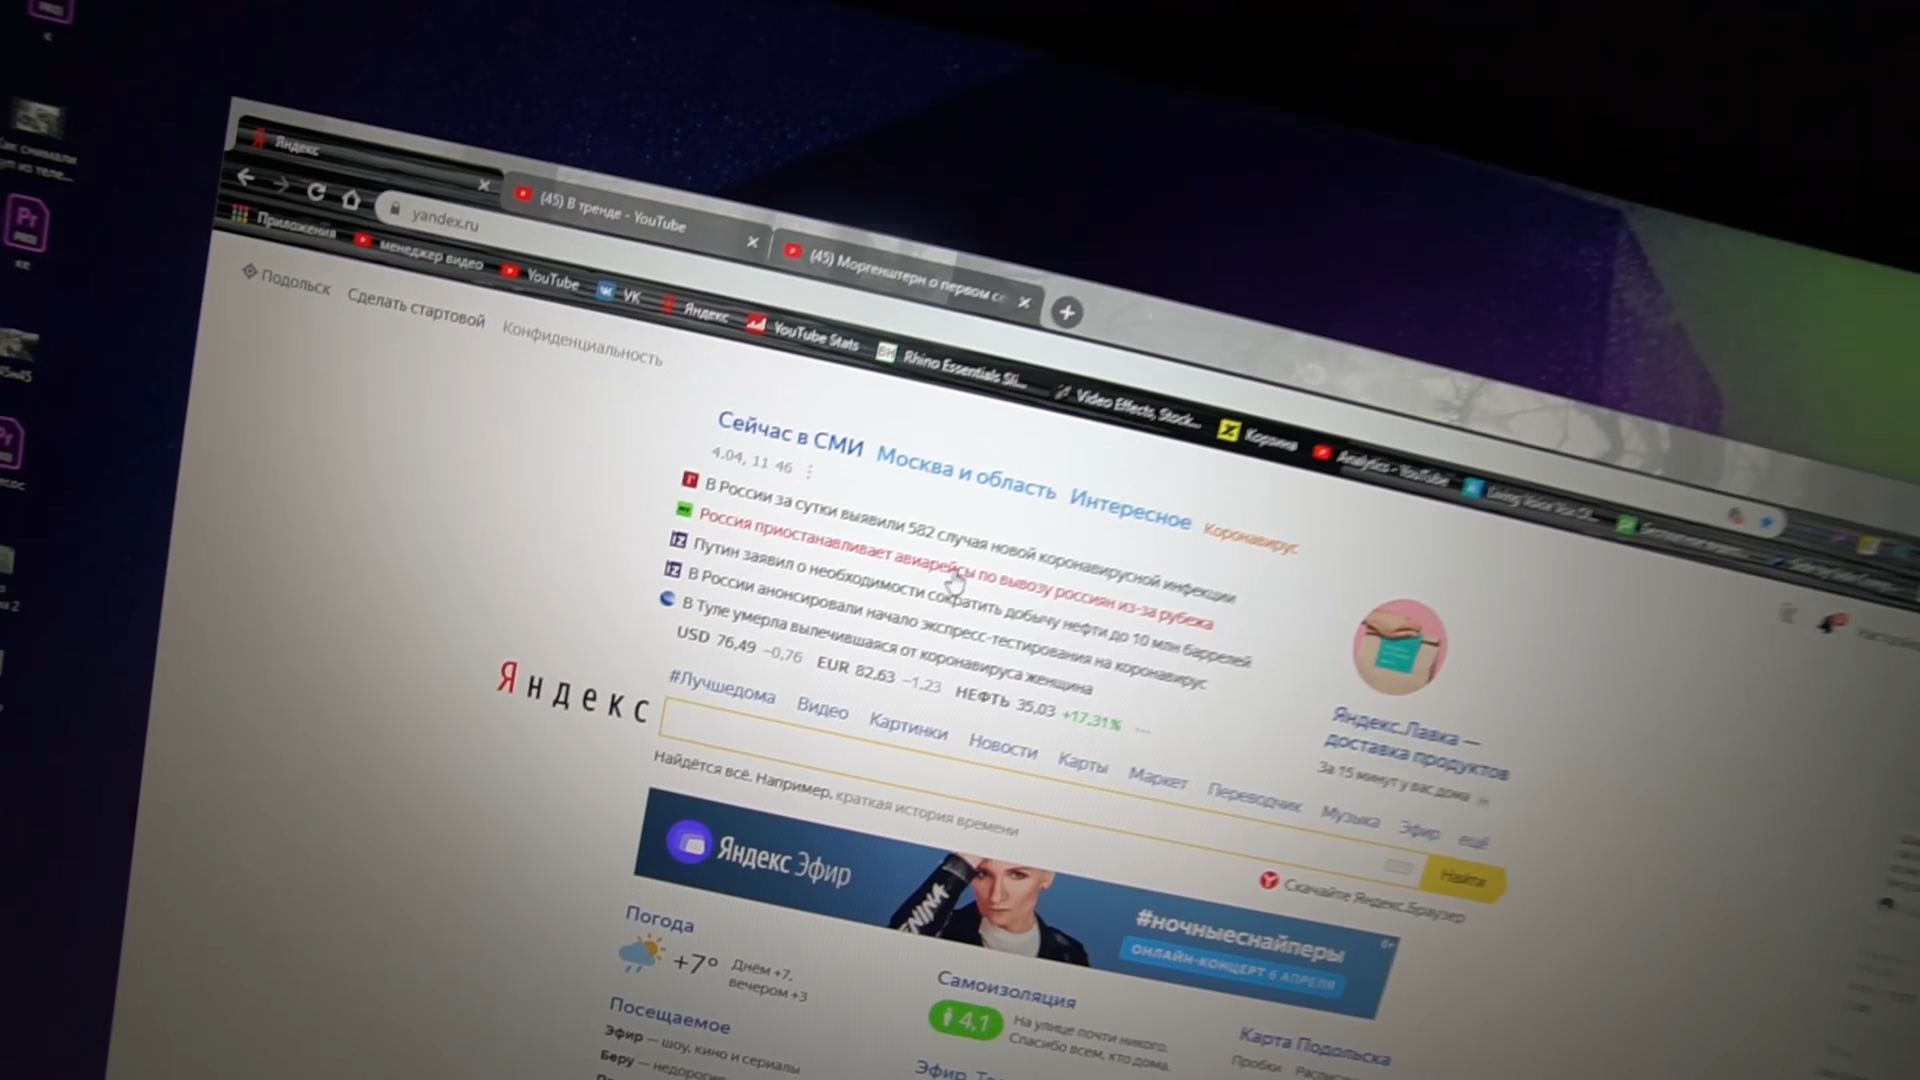 Яндекс
(45) В тренде - YouTube
(45) Моргенштерн о первом се
yandex.ru
Приложения
менеджер видео
YouTube
VK
Яндекс
YouTube Stats
Rhino Essentials Sli...
Video Effects, Stock...
Корзина
Analytics - YouTube
Подольск
Сделать стартовой
Конфиденциальность
Сейчас в СМИ Москва и область Интересное Коронавирус
4.04, 11 46
В России за сутки выявили 582 случая новой коронавирусной инфекции
Россия приостанавливает авиарейсы по вывозу россиян из-за рубежа
Путин заявил о необходимости сократить добычу нефти до 10 млн баррелей
В России анонсировали начало экспресс-тестирования на коронавирус
В Туле умерла вылечившаяся от коронавируса женщина
USD 76,49 −0,76 EUR 82,63 −1,23 НЕФТЬ 35,03 +17,31% ...
#Лучшедома Видео Картинки Новости Карты Маркет Переводчик Музыка Эфир ещё
Яндекс
Найти
Найдётся всё. Например, краткая история времени
Скачайте Яндекс.Браузер
Яндекс.Лавка —
доставка продуктов
За 15 минут у вас дома
Яндекс Эфир
#ночныеснайперы
ОНЛАЙН-КОНЦЕРТ 6 АПРЕЛЯ
6+
Погода
+7°
Днём +7,
вечером +3
Самоизоляция
4,1
На улице почти никого.
Спасибо всем, кто дома.
Карта Подольска
Пробки
Посещаемое
Эфир — шоу, кино и сериалы
Беру —
Эфир
Pr